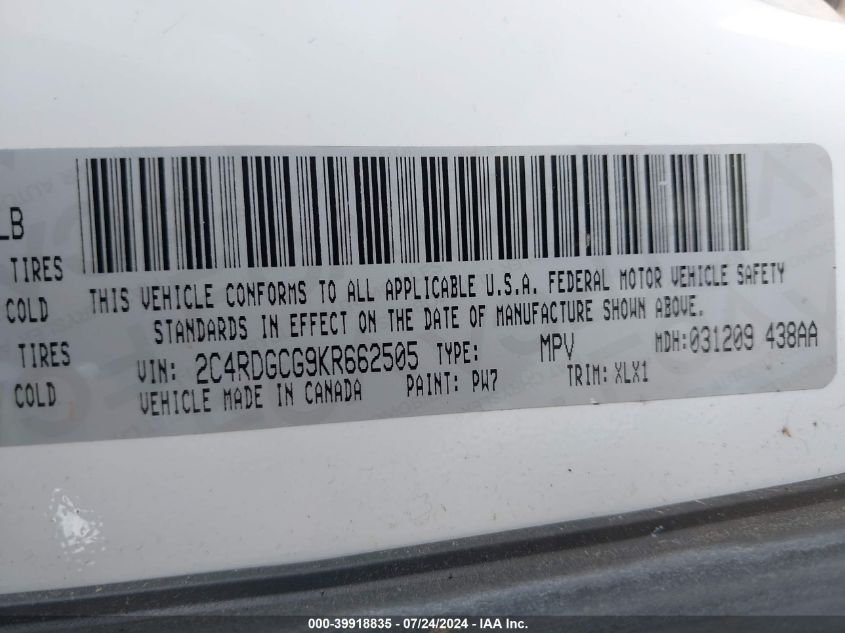 LB
TIRES
COLD
TIRES
COLD
THIS VEHICLE CONFORMS TO ALL APPLICABLE U.S.A. FEDERAL MOTOR VEHICLE SAFETY
STANDARDS IN EFFECT ON THE DATE OF MANUFACTURE SHOWN ABOVE.
VIN: 2C4RDGCG9KR662505 TYPE: MPV MDH:031209 438AA
VEHICLE MADE IN CANADA PAINT: PW7 TRIM: XLX1
000-39918835 - 07/24/2024 - IAA Inc.